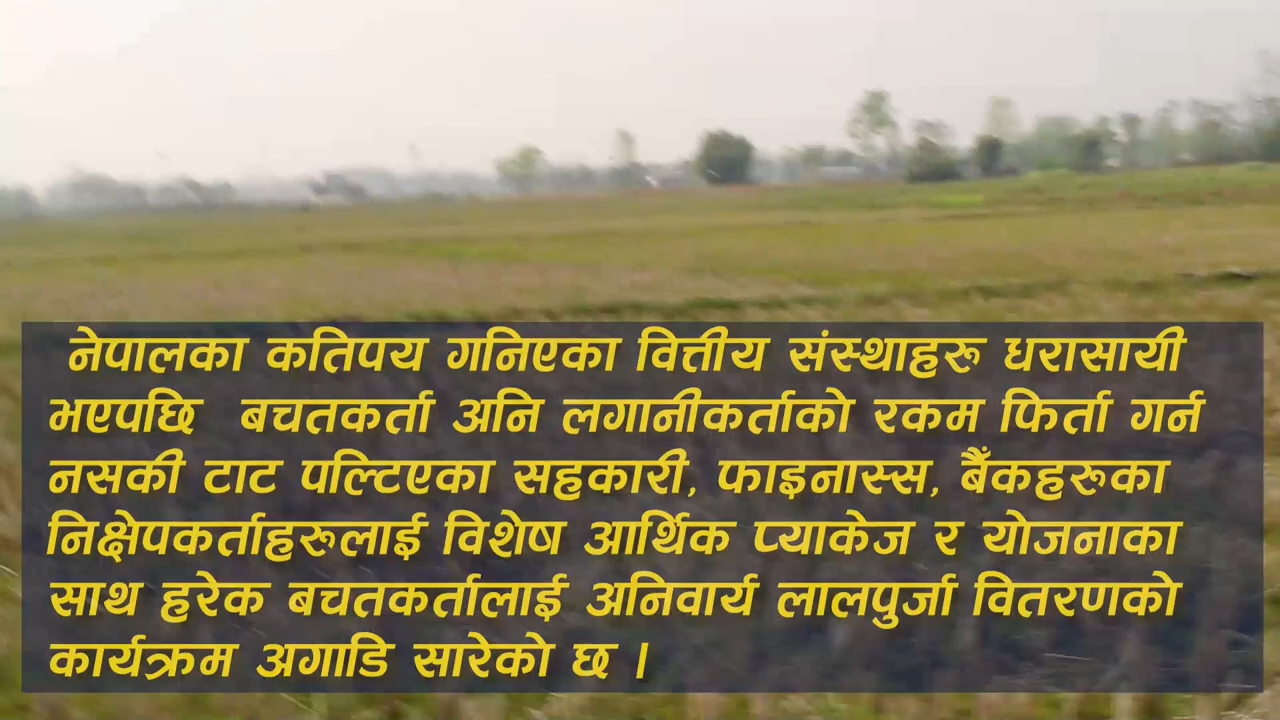 नेपालका कतिपय गनिएका वित्तीय संस्थाहरू धरासायी
भएपछि बचतकर्ता अनि लगानीकर्ताको रकम फिर्ता गर्न
नसकी टाट पल्टिएका सहकारी, फाइनास्स, बैंकहरूका
निक्षेपकर्ताहरूलाई विशेष आर्थिक प्याकेज र योजनाका
साथ हरेक बचतकर्तालाई अनिवार्य लालपुर्जा वितरणको
कार्यक्रम अगाडि सारेको छ ।